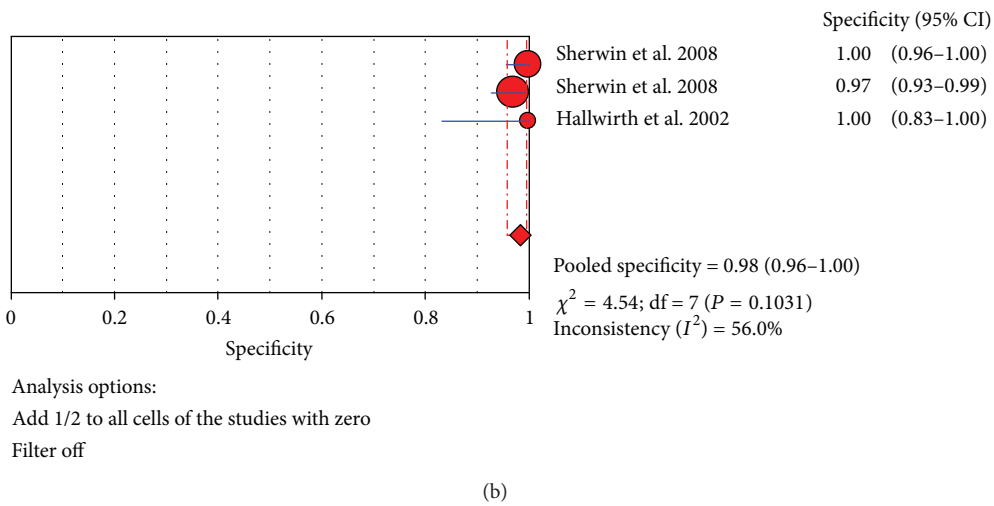 Specificity (95% CI)
Sherwin et al. 2008 1.00 (0.96–1.00)
Sherwin et al. 2008 0.97 (0.93–0.99)
Hallwirth et al. 2002 1.00 (0.83–1.00)
Pooled specificity = 0.98 (0.96–1.00)
χ² = 4.54; df = 7 (P = 0.1031)
Inconsistency (I²) = 56.0%
0 0.2 0.4 0.6 0.8 1
Specificity
Analysis options:
Add 1/2 to all cells of the studies with zero
Filter off
(b)